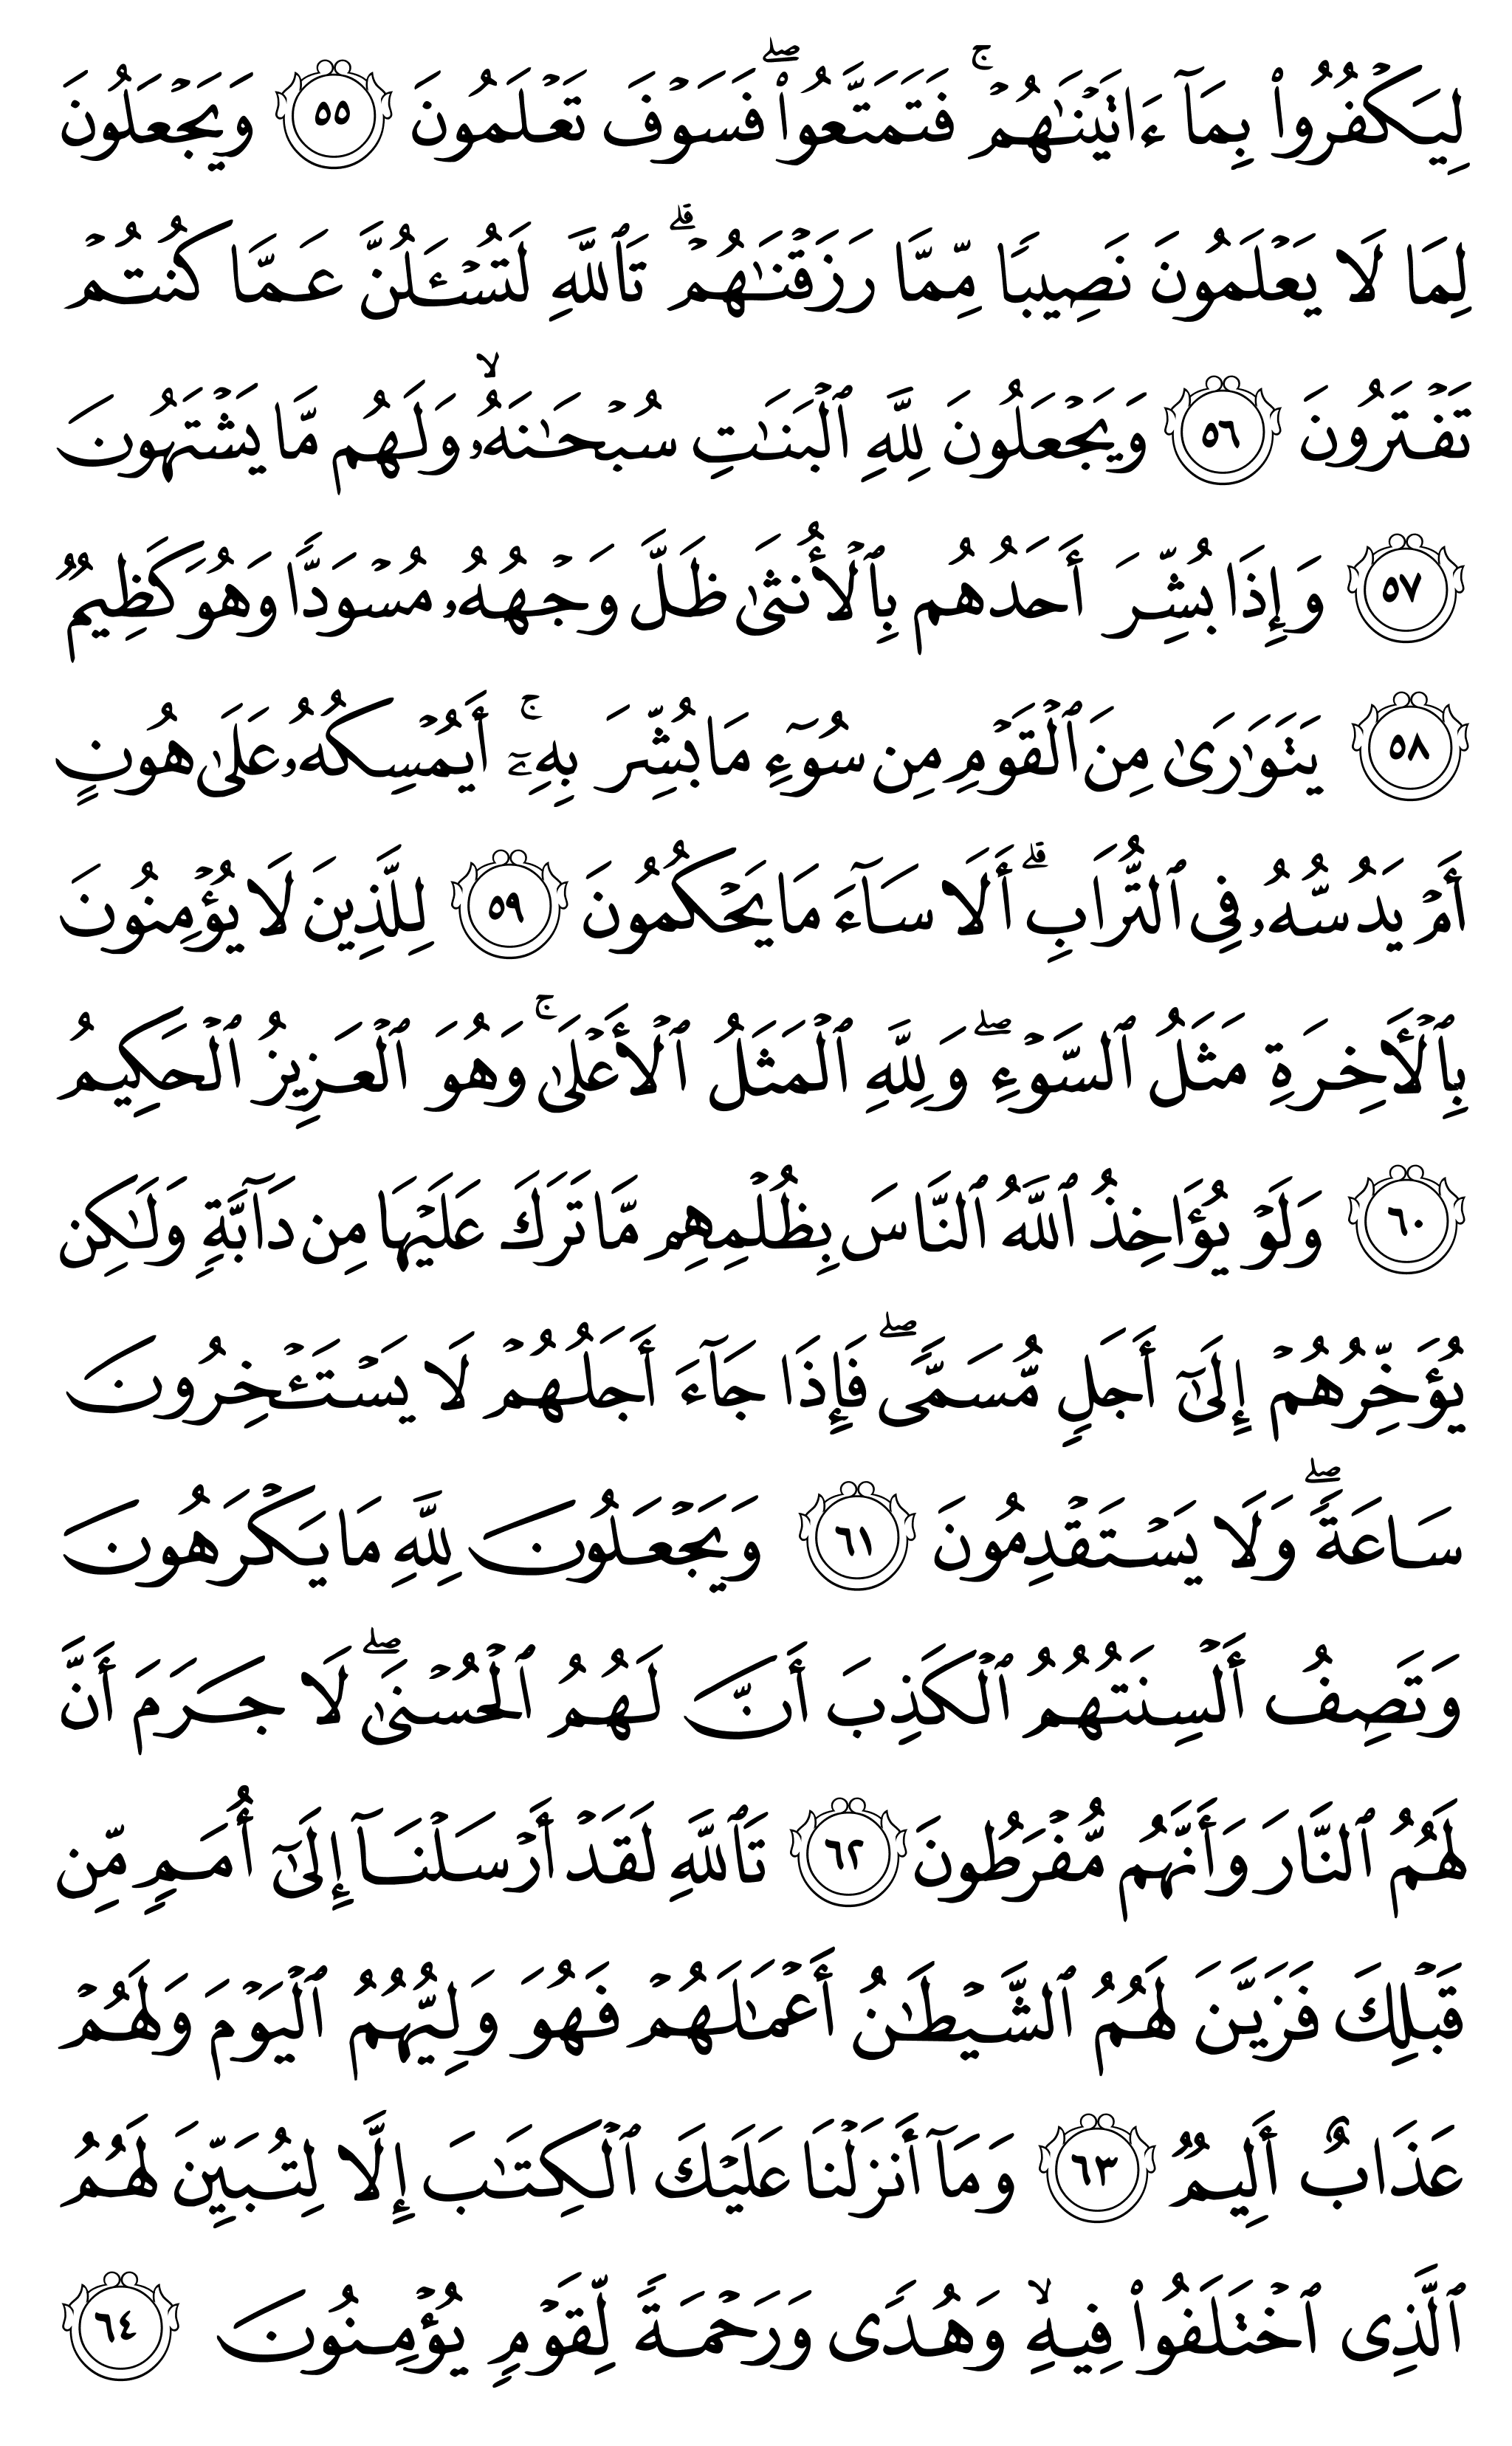 لِيَكۡفُرُواْ بِمَآ ءَاتَيۡنَٰهُمۡۚ فَتَمَتَّعُواْۖ فَسَوۡفَ تَعۡلَمُونَ ٥٥ وَيَجۡعَلُونَ
لِمَا لَا يَعۡلَمُونَ نَصِيبٗا مِّمَّا رَزَقۡنَٰهُمۡۗ تَٱللَّهِ لَتُسۡـَٔلُنَّ عَمَّا كُنتُمۡ
تَفۡتَرُونَ ٥٦ وَيَجۡعَلُونَ لِلَّهِ ٱلۡبَنَٰتِ سُبۡحَٰنَهُۥۙ وَلَهُم مَّا يَشۡتَهُونَ
٥٧ وَإِذَا بُشِّرَ أَحَدُهُم بِٱلۡأُنثَىٰ ظَلَّ وَجۡهُهُۥ مُسۡوَدّٗا وَهُوَ كَظِيمٞ
٥٨ يَتَوَٰرَىٰ مِنَ ٱلۡقَوۡمِ مِن سُوٓءِ مَا بُشِّرَ بِهِۦٓۚ أَيُمۡسِكُهُۥ عَلَىٰ هُونٍ
أَمۡ يَدُسُّهُۥ فِي ٱلتُّرَابِۗ أَلَا سَآءَ مَا يَحۡكُمُونَ ٥٩ لِلَّذِينَ لَا يُؤۡمِنُونَ
بِٱلۡأٓخِرَةِ مَثَلُ ٱلسَّوۡءِۖ وَلِلَّهِ ٱلۡمَثَلُ ٱلۡأَعۡلَىٰۚ وَهُوَ ٱلۡعَزِيزُ ٱلۡحَكِيمُ
٦٠ وَلَوۡ يُؤَاخِذُ ٱللَّهُ ٱلنَّاسَ بِظُلۡمِهِم مَّا تَرَكَ عَلَيۡهَا مِن دَآبَّةٖ وَلَٰكِن
يُؤَخِّرُهُمۡ إِلَىٰٓ أَجَلٖ مُّسَمّٗىۖ فَإِذَا جَآءَ أَجَلُهُمۡ لَا يَسۡتَـٔۡخِرُونَ
سَاعَةٗۖ وَلَا يَسۡتَقۡدِمُونَ ٦١ وَيَجۡعَلُونَ لِلَّهِ مَا يَكۡرَهُونَ
وَتَصِفُ أَلۡسِنَتُهُمُ ٱلۡكَذِبَ أَنَّ لَهُمُ ٱلۡحُسۡنَىٰۖ لَا جَرَمَ أَنَّ
لَهُمُ ٱلنَّارَ وَأَنَّهُم مُّفۡرَطُونَ ٦٢ تَٱللَّهِ لَقَدۡ أَرۡسَلۡنَآ إِلَىٰٓ أُمَمٖ مِّن
قَبۡلِكَ فَزَيَّنَ لَهُمُ ٱلشَّيۡطَٰنُ أَعۡمَٰلَهُمۡ فَهُوَ وَلِيُّهُمُ ٱلۡيَوۡمَ وَلَهُمۡ
عَذَابٌ أَلِيمٞ ٦٣ وَمَآ أَنزَلۡنَا عَلَيۡكَ ٱلۡكِتَٰبَ إِلَّا لِتُبَيِّنَ لَهُمُ
ٱلَّذِي ٱخۡتَلَفُواْ فِيهِۙ وَهُدٗى وَرَحۡمَةٗ لِّقَوۡمٖ يُؤۡمِنُونَ ٦٤